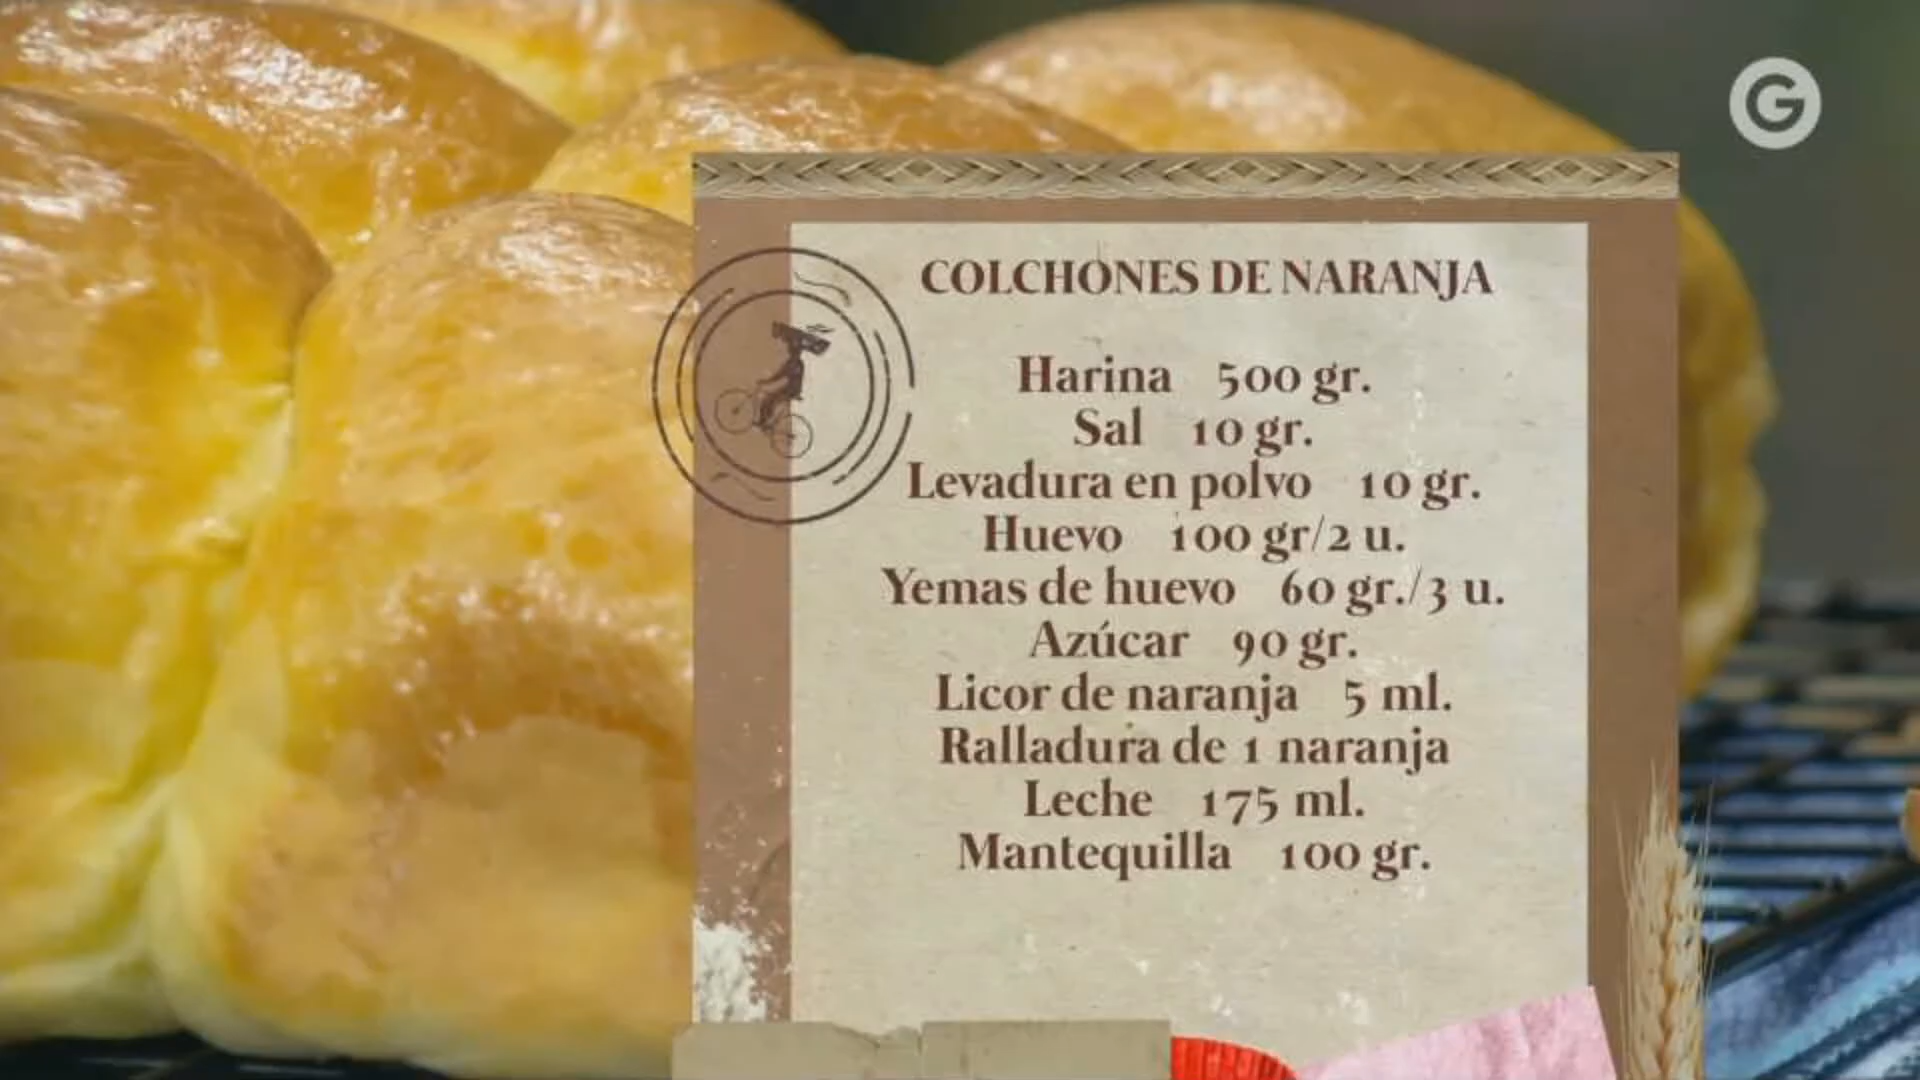 G
COLCHONES DE NARANJA
Harina 500 gr.
Sal 10 gr.
Levadura en polvo 10 gr.
Huevo 100 gr/2 u.
Yemas de huevo 60 gr./3 u.
Azúcar 90 gr.
Licor de naranja 5 ml.
Ralladura de 1 naranja
Leche 175 ml.
Mantequilla 100 gr.